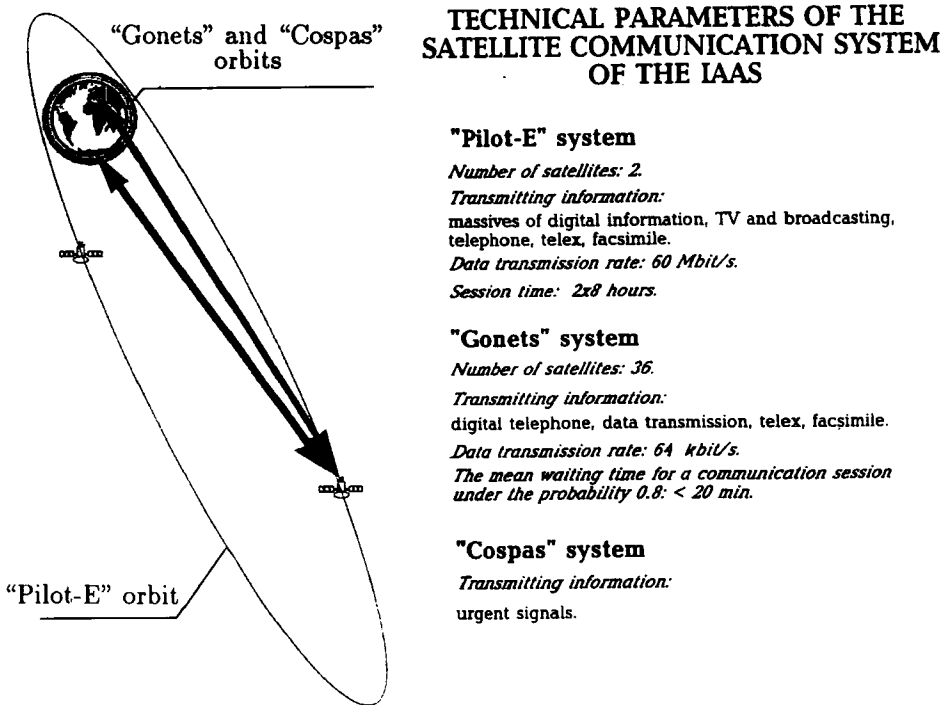 "Gonets" and "Cospas"
orbits
"Pilot-E" orbit
TECHNICAL PARAMETERS OF THE
SATELLITE COMMUNICATION SYSTEM
OF THE IAAS
"Pilot-E" system
Number of satellites: 2.
Transmitting information:
massives of digital information, TV and broadcasting,
telephone, telex, facsimile.
Data transmission rate: 60 Mbit/s.
Session time: 2x8 hours.
"Gonets" system
Number of satellites: 36.
Transmitting information:
digital telephone, data transmission, telex, facsimile.
Data transmission rate: 64 kbit/s.
The mean waiting time for a communication session
under the probability 0.8: < 20 min.
"Cospas" system
Transmitting information:
urgent signals.